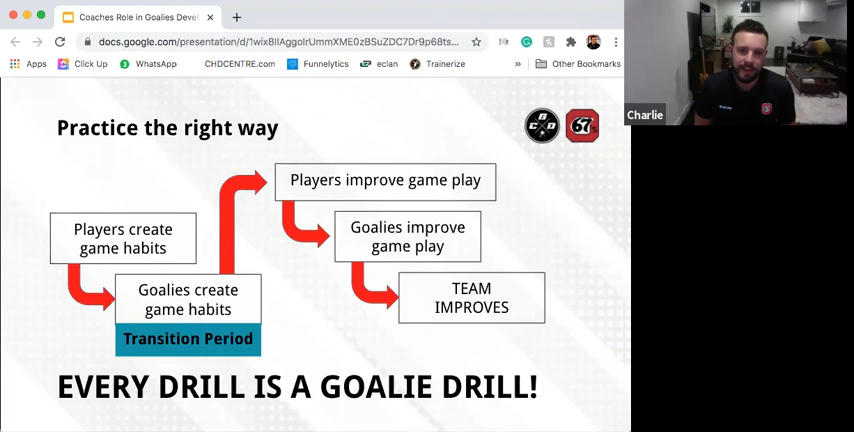 Coaches Role in Goalies Devel
docs.google.com/presentation/d/1wix8IIAggolrUmmXME0zBSuZDC7Dr9p68ts...
Apps
Click Up
WhatsApp
CHDCENTRE.com
Funnelytics
eclan
Trainerize
»
Other Bookmarks
Charlie
Practice the right way
G
C D
67's
Players improve game play
Players create
game habits
Goalies improve
game play
Goalies create
game habits
TEAM
IMPROVES
Transition Period
EVERY DRILL IS A GOALIE DRILL!